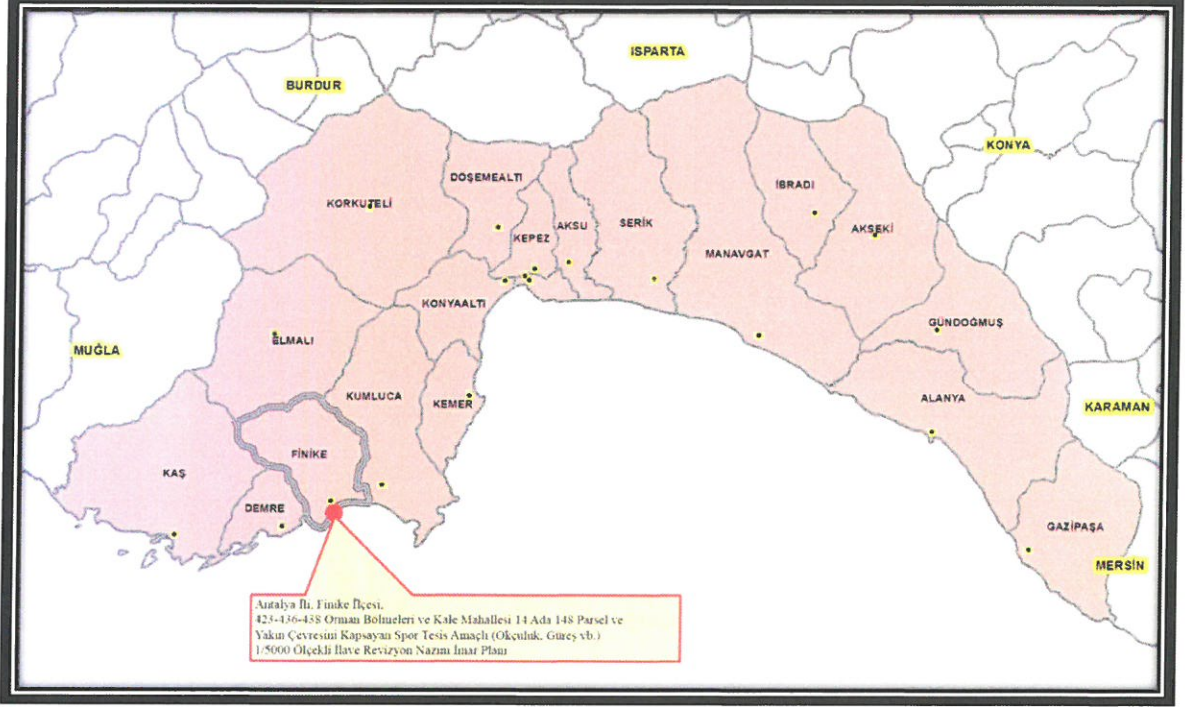 ISPARTA
BURDUR
KONYA
DÖŞEMEALTI
İBRADI
KORKUTELİ
KEPEZ
AKSU
SERİK
AKSEKİ
MANAVGAT
KONYAALTI
GÜNDOĞMUŞ
MUĞLA
ELMALI
KUMLUCA
KEMER
ALANYA
KARAMAN
FİNİKE
KAŞ
DEMRE
GAZİPAŞA
MERSİN
Antalya İli, Finike İlçesi,
423-436-438 Orman Bölmeleri ve Kale Mahallesi 14 Ada 148 Parsel ve
Yakın Çevresini Kapsayan Spor Tesis Amaçlı (Okçuluk, Güreş vb.)
1/5000 Ölçekli İlave Revizyon Nazım İmar Planı